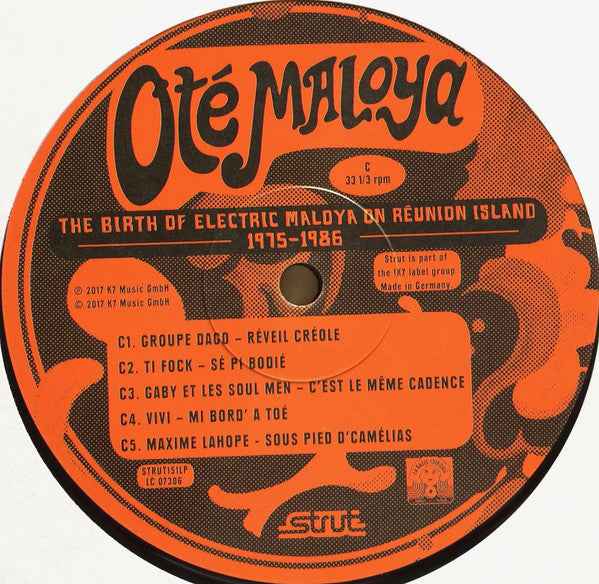 Oté MALOYA
C
33 1/3 rpm
THE BIRTH OF ELECTRIC MALOYA ON RÉUNION ISLAND
1975-1986
Strut is part of
the !K7 label group
Made in Germany
℗ 2017 K7 Music GmbH
© 2017 K7 Music GmbH
C1. GROUPE DAGO – RÉVEIL CRÉOLE
C2. TI FOCK – SÉ PI BODIÉ
C3. GABY ET LES SOUL MEN – C'EST LE MÊME CADENCE
C4. VIVI – MI BORD' A TOÉ
C5. MAXIME LAHOPE - SOUS PIED D'CAMÉLIAS
STRUT151LP
LC 07306
strut